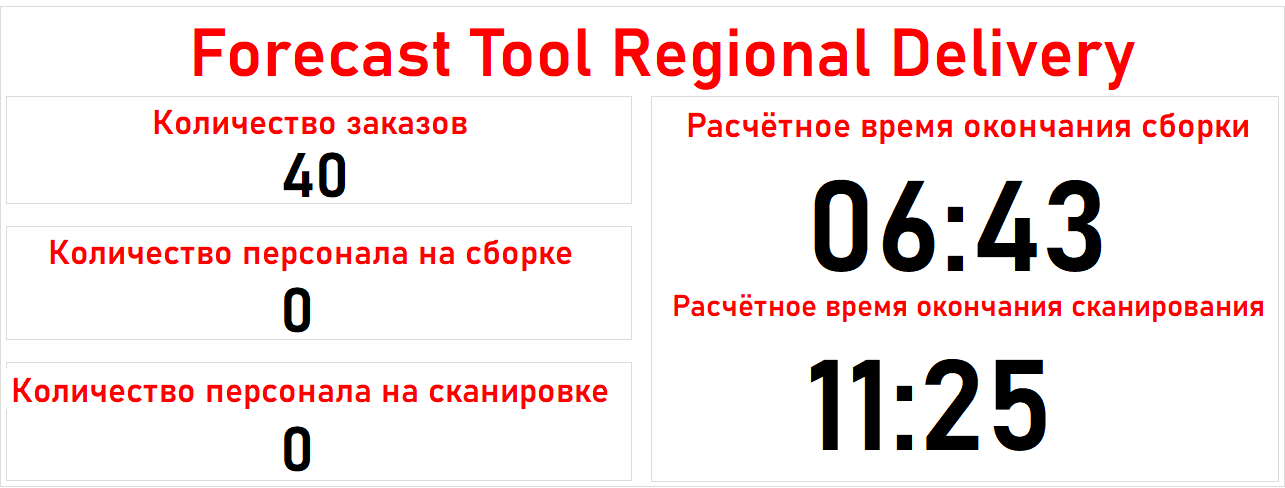 Forecast Tool Regional Delivery
Количество заказов
40
Количество персонала на сборке
0
Количество персонала на сканировке
0
Расчётное время окончания сборки
06:43
Расчётное время окончания сканирования
11:25